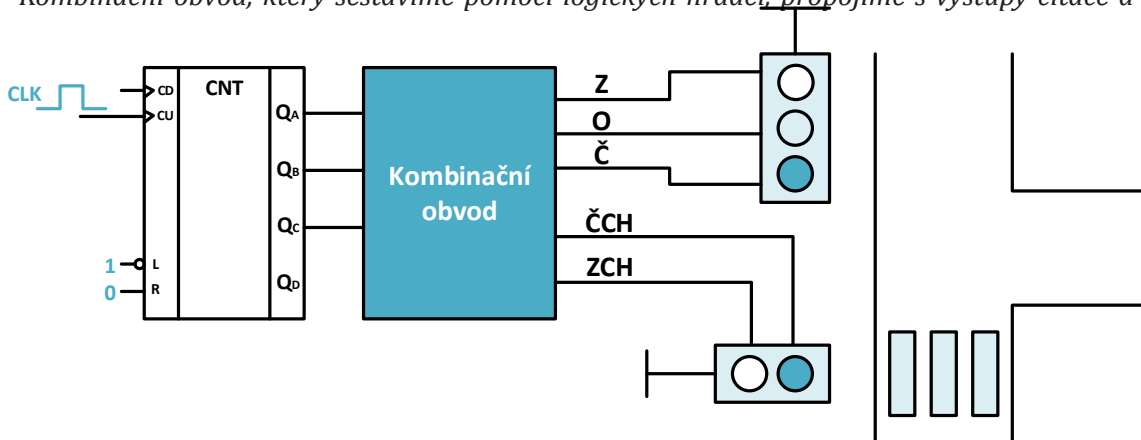 Kombinační obvod, který sestavíme pomocí logických hradel, propojíme s výstupy čítače a
CLK
CD
CU
CNT
QA
QB
QC
QD
1
L
0
R
Kombinační
obvod
Z
O
Č
ČCH
ZCH